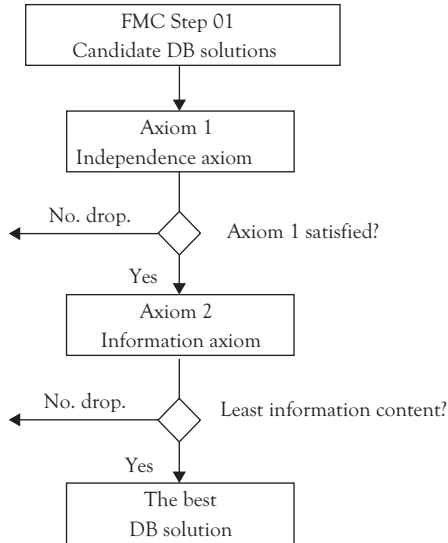 FMC Step 01
Candidate DB solutions
Axiom 1
Independence axiom
No. drop.
Axiom 1 satisfied?
Yes
Axiom 2
Information axiom
No. drop.
Least information content?
Yes
The best
DB solution